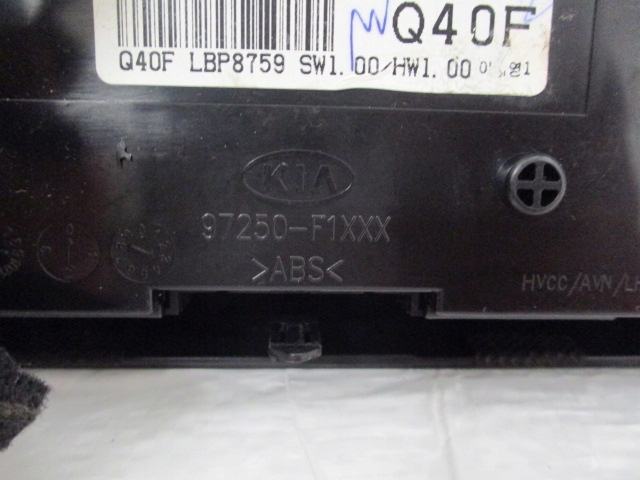 Q40F
Q40F LBP8759 SW1.00/HW1.00
KIA
97250-F1XXX
>ABS<
HVCC/AVN/LH